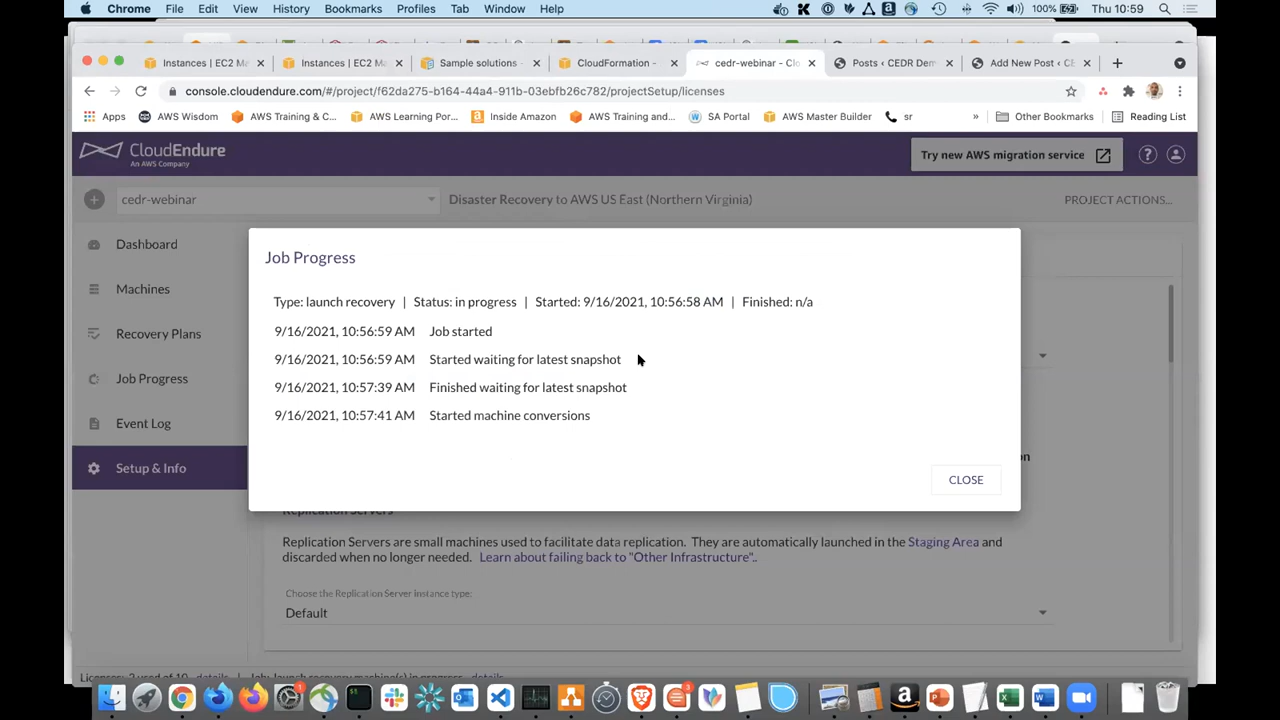 Chrome File Edit View History Bookmarks Profiles Tab Window Help 100% Thu 10:59
Instances | EC2 Ma
Instances | EC2 Ma
Sample solutions -
CloudFormation -
cedr-webinar - Clo
Posts ‹ CEDR Dem
Add New Post ‹ CE
console.cloudendure.com/#/project/f62da275-b164-44a4-911b-03ebfb26c782/projectSetup/licenses
Apps AWS Wisdom AWS Training & C... AWS Learning Por... Inside Amazon AWS Training and... SA Portal AWS Master Builder sr » Other Bookmarks Reading List
CloudEndure
An AWS Company
Try new AWS migration service
cedr-webinar
Disaster Recovery to AWS US East (Northern Virginia)
PROJECT ACTIONS...
Dashboard
Machines
Recovery Plans
Job Progress
Event Log
Setup & Info
Job Progress
Type: launch recovery | Status: in progress | Started: 9/16/2021, 10:56:58 AM | Finished: n/a
9/16/2021, 10:56:59 AM Job started
9/16/2021, 10:56:59 AM Started waiting for latest snapshot
9/16/2021, 10:57:39 AM Finished waiting for latest snapshot
9/16/2021, 10:57:41 AM Started machine conversions
CLOSE
Replication Servers
Replication Servers are small machines used to facilitate data replication. They are automatically launched in the Staging Area and
discarded when no longer needed. Learn about failing back to "Other Infrastructure"..
Choose the Replication Server instance type:
Default